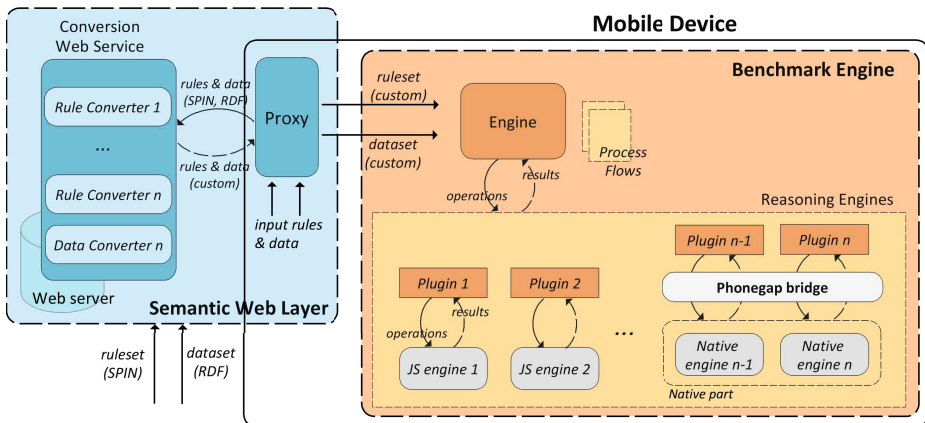 Mobile Device
Conversion
Web Service
Rule Converter 1
...
Rule Converter n
Data Converter n
Web server
rules & data
(SPIN, RDF)
rules & data
(custom)
Proxy
input rules
& data
Semantic Web Layer
ruleset
(SPIN)
dataset
(RDF)
ruleset
(custom)
dataset
(custom)
Benchmark Engine
Engine
Process
Flows
operations
results
Reasoning Engines
Plugin 1
Plugin 2
Plugin n-1
Plugin n
Phonegap bridge
operations
results
...
JS engine 1
JS engine 2
Native
engine n-1
Native
engine n
Native part